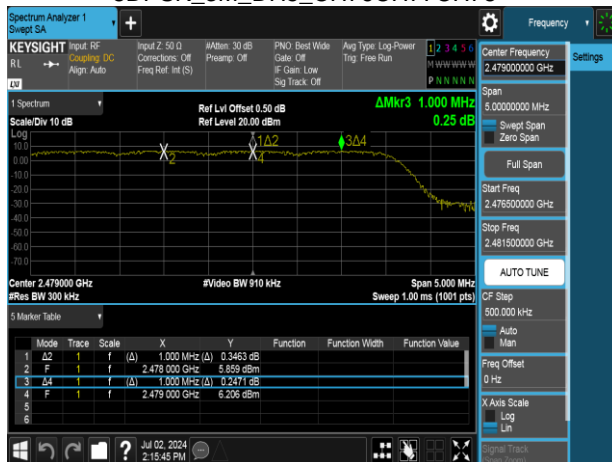 Spectrum Analyzer 1
Swept SA
+
Frequency
KEYSIGHT
RL
LXI
Input: RF
Coupling: DC
Align: Auto
Input Z: 50 Ω
Corrections: Off
Freq Ref: Int (S)
#Atten: 30 dB
Preamp: Off
PNO: Best Wide
Gate: Off
IF Gain: Low
Sig Track: Off
Avg Type: Log-Power
Trig: Free Run
1 2 3 4 5 6
M W W W W W
P N N N N N
1 Spectrum
Scale/Div 10 dB
Ref Lvl Offset 0.50 dB
Ref Level 20.00 dBm
ΔMkr3 1.000 MHz
0.25 dB
Log
10.0
0.00
-10.0
-20.0
-30.0
-40.0
-50.0
-60.0
-70.0
2
1Δ2
4
3Δ4
Center 2.479000 GHz
#Res BW 300 kHz
#Video BW 910 kHz
Span 5.000 MHz
Sweep 1.00 ms (1001 pts)
5 Marker Table
Mode Trace Scale X Y Function Function Width Function Value
1 Δ2 1 f (Δ) 1.000 MHz (Δ) 0.3463 dB
2 F 1 f 2.478 000 GHz 5.859 dBm
3 Δ4 1 f (Δ) 1.000 MHz (Δ) 0.2471 dB
4 F 1 f 2.479 000 GHz 6.206 dBm
5
6
Jul 02, 2024
2:15:45 PM
?
Settings
Center Frequency
2.479000000 GHz
Span
5.00000000 MHz
Swept Span
Zero Span
Full Span
Start Freq
2.476500000 GHz
Stop Freq
2.481500000 GHz
AUTO TUNE
CF Step
500.000 kHz
Auto
Man
Freq Offset
0 Hz
X Axis Scale
Log
Lin
Signal Track
(Span Zoom)